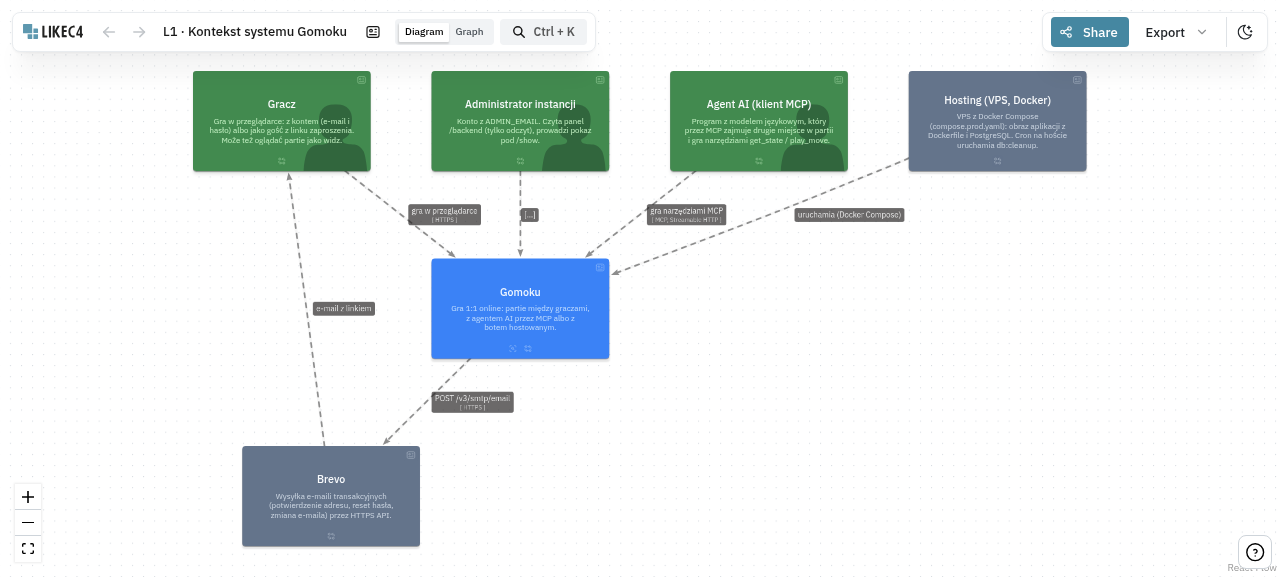 LIKEC4
L1 · Kontekst systemu Gomoku
Diagram
Graph
Ctrl + K
Share
Export
Gracz
Gra w przeglądarce: z kontem (e-mail i
hasło) albo jako gość z linku zaproszenia.
Może też oglądać partie jako widz.
Administrator instancji
Konto z ADMIN_EMAIL. Czyta panel
/backend (tylko odczyt), prowadzi pokaz
pod /show.
Agent AI (klient MCP)
Program z modelem językowym, który
przez MCP zajmuje drugie miejsce w partii
i gra narzędziami get_state / play_move.
Hosting (VPS, Docker)
VPS z Docker Compose
(compose.prod.yaml): obraz aplikacji z
Dockerfile i PostgreSQL. Cron na hoście
uruchamia db:cleanup.
gra w przeglądarce
[ HTTPS ]
[...]
gra narzędziami MCP
[ MCP, Streamable HTTP ]
uruchamia (Docker Compose)
Gomoku
Gra 1:1 online: partie między graczami,
z agentem AI przez MCP albo z
botem hostowanym.
e-mail z linkiem
POST /v3/smtp/email
[ HTTPS ]
Brevo
Wysyłka e-maili transakcyjnych
(potwierdzenie adresu, reset hasła,
zmiana e-maila) przez HTTPS API.
React Flow